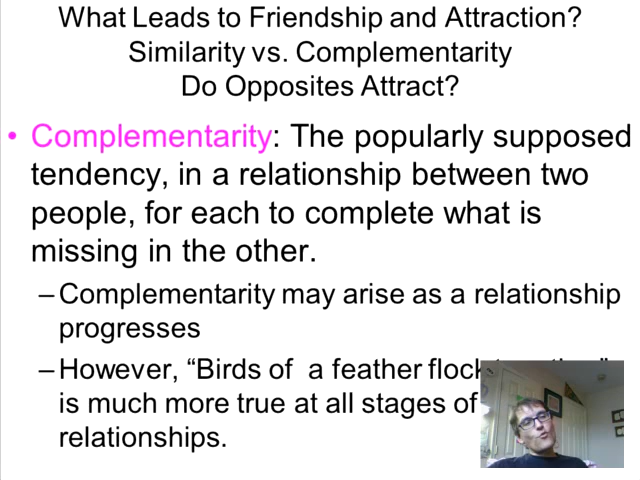 What Leads to Friendship and Attraction?
Similarity vs. Complementarity
Do Opposites Attract?
• Complementarity: The popularly supposed
tendency, in a relationship between two
people, for each to complete what is
missing in the other.
–Complementarity may arise as a relationship
progresses
–However, “Birds of a feather
is much more true at all stages of
relationships.